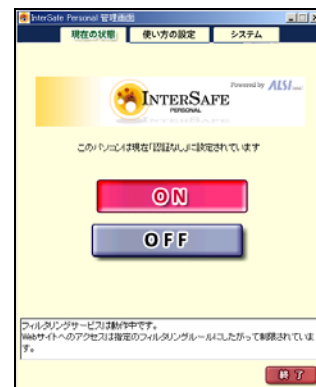 InterSafe Personal 管理画面
現在の状態 使い方の設定 システム
Powered by ALSI
INTERSAFE
PERSONAL
このパソコンは現在「認証なし」に設定されています
ON
OFF
フィルタリングサービスは動作中です。
Webサイトへのアクセスは指定のフィルタリングルールにしたがって制限されていま
す。
終了